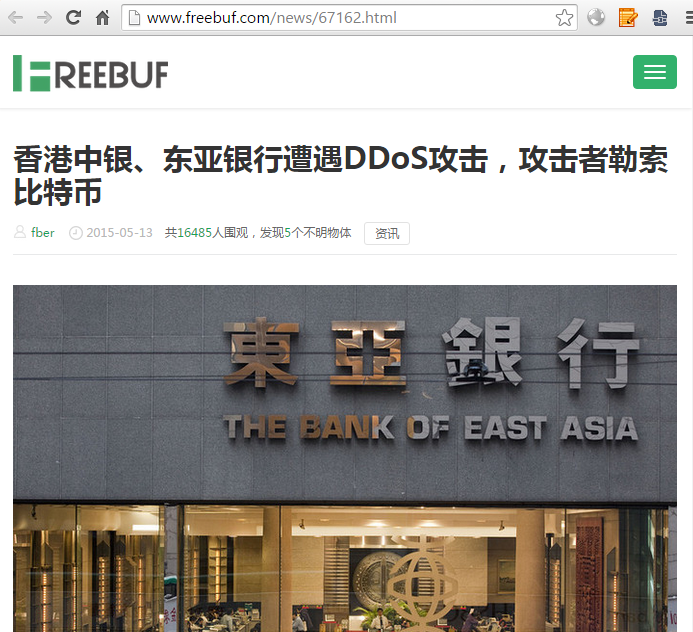 www.freebuf.com/news/67162.html
FREEBUF
香港中银、东亚银行遭遇DDoS攻击，攻击者勒索
比特币
fber 2015-05-13 共16485人围观，发现5个不明物体 资讯
東亞銀行
THE BANK OF EAST ASIA